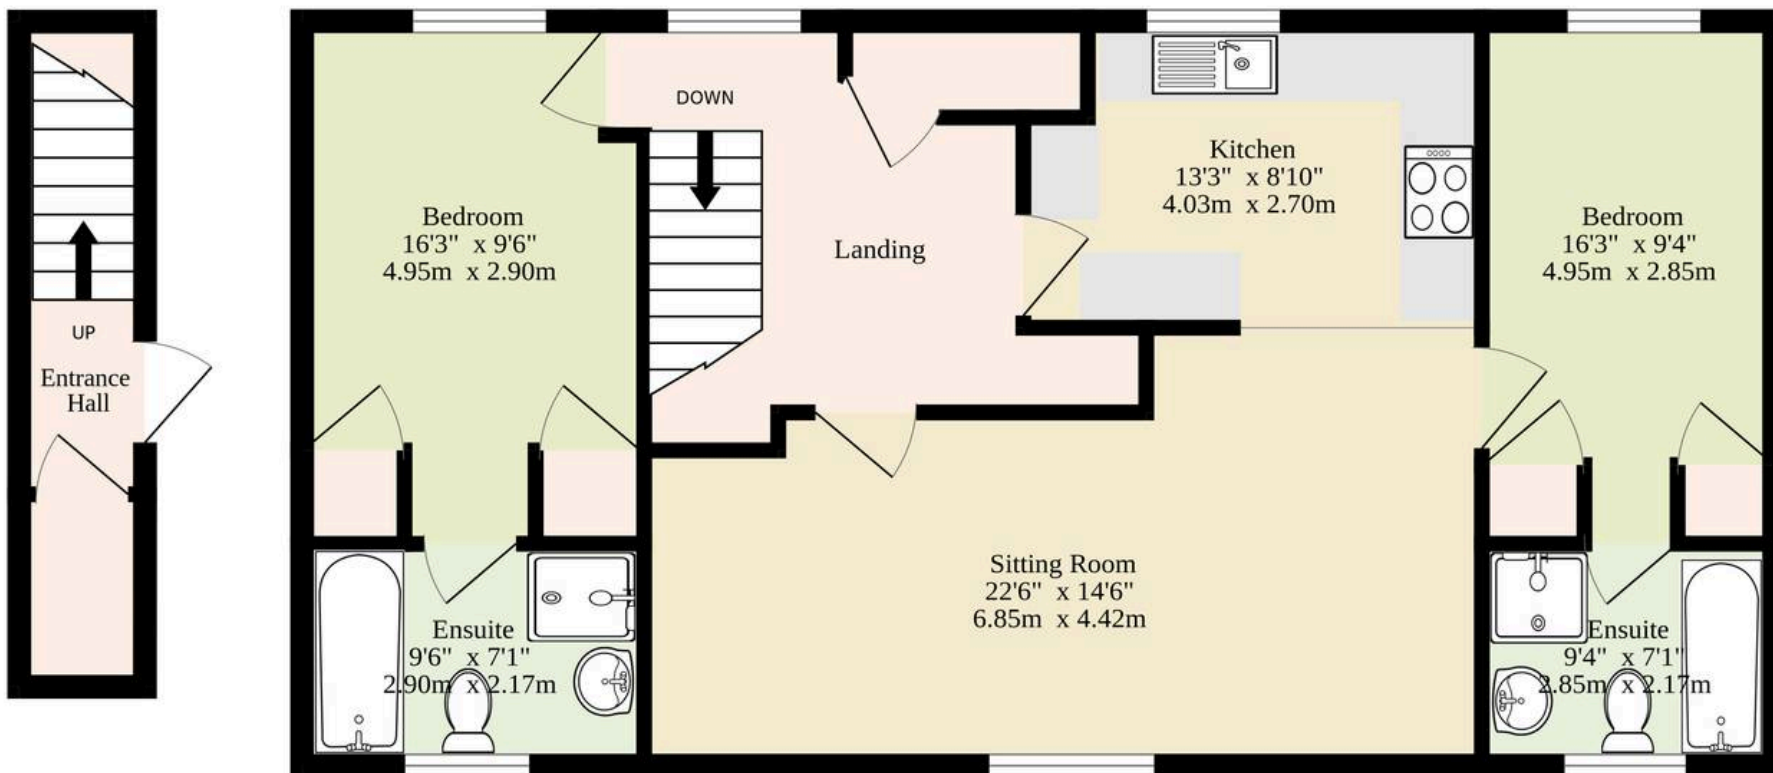 UP
Entrance
Hall
Bedroom
16'3" x 9'6"
4.95m x 2.90m
DOWN
Landing
Kitchen
13'3" x 8'10"
4.03m x 2.70m
Bedroom
16'3" x 9'4"
4.95m x 2.85m
Sitting Room
22'6" x 14'6"
6.85m x 4.42m
Ensuite
9'6" x 7'1"
2.90m x 2.17m
Ensuite
9'4" x 7'1"
2.85m x 2.17m